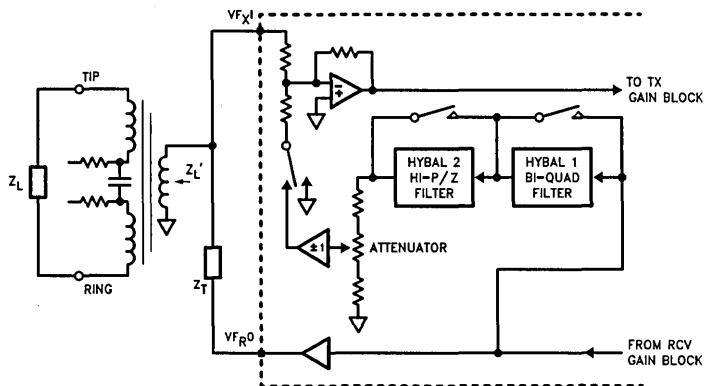 VFXI
TO TX
GAIN BLOCK
TIP
ZL
ZL'
HYBAL 2
HI-P/Z
FILTER
HYBAL 1
BI-QUAD
FILTER
±1
ATTENUATOR
RING
ZT
VFRO
FROM RCV
GAIN BLOCK
-
+